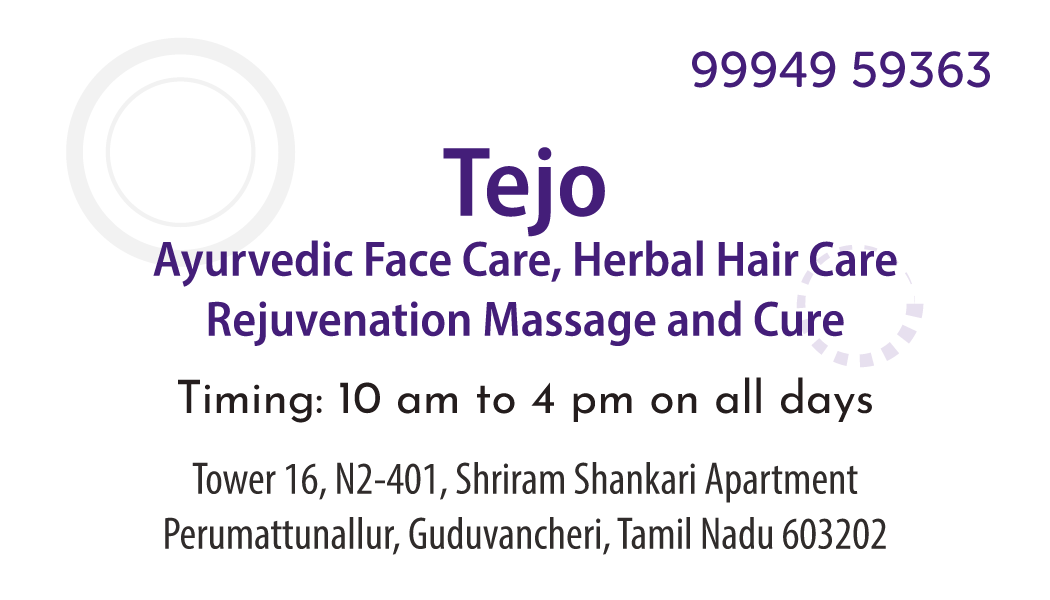 99949 59363
Tejo
Ayurvedic Face Care, Herbal Hair Care
Rejuvenation Massage and Cure
Timing: 10 am to 4 pm on all days
Tower 16, N2-401, Shriram Shankari Apartment
Perumattunallur, Guduvancheri, Tamil Nadu 603202